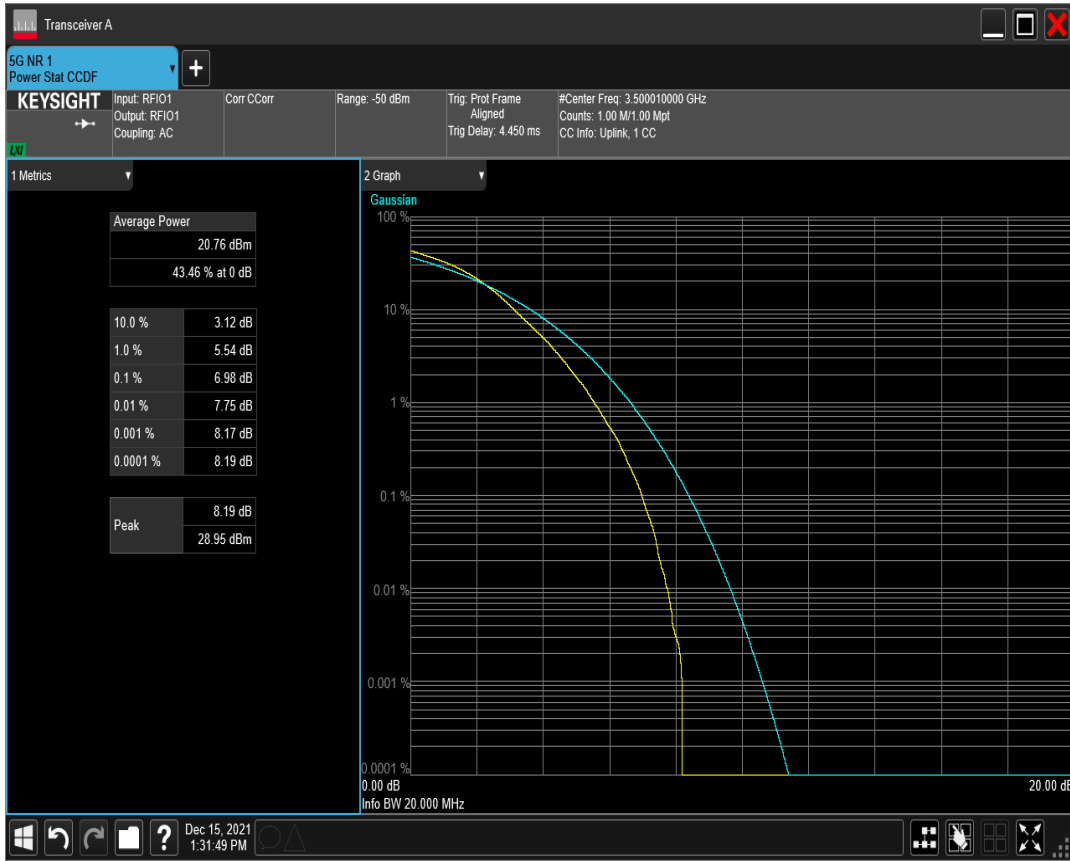 Transceiver A
5G NR 1
Power Stat CCDF
KEYSIGHT
LXI
Input: RFIO1
Output: RFIO1
Coupling: AC
Corr CCorr
Range: -50 dBm
Trig: Prot Frame
Aligned
Trig Delay: 4.450 ms
#Center Freq: 3.500010000 GHz
Counts: 1.00 M/1.00 Mpt
CC Info: Uplink, 1 CC
1 Metrics
Average Power
20.76 dBm
43.46 % at 0 dB
10.0 % 3.12 dB
1.0 % 5.54 dB
0.1 % 6.98 dB
0.01 % 7.75 dB
0.001 % 8.17 dB
0.0001 % 8.19 dB
Peak
8.19 dB
28.95 dBm
2 Graph
Gaussian
100 %
10 %
1 %
0.1 %
0.01 %
0.001 %
0.0001 %
0.00 dB 20.00 dB
Info BW 20.000 MHz
?
Dec 15, 2021
1:31:49 PM